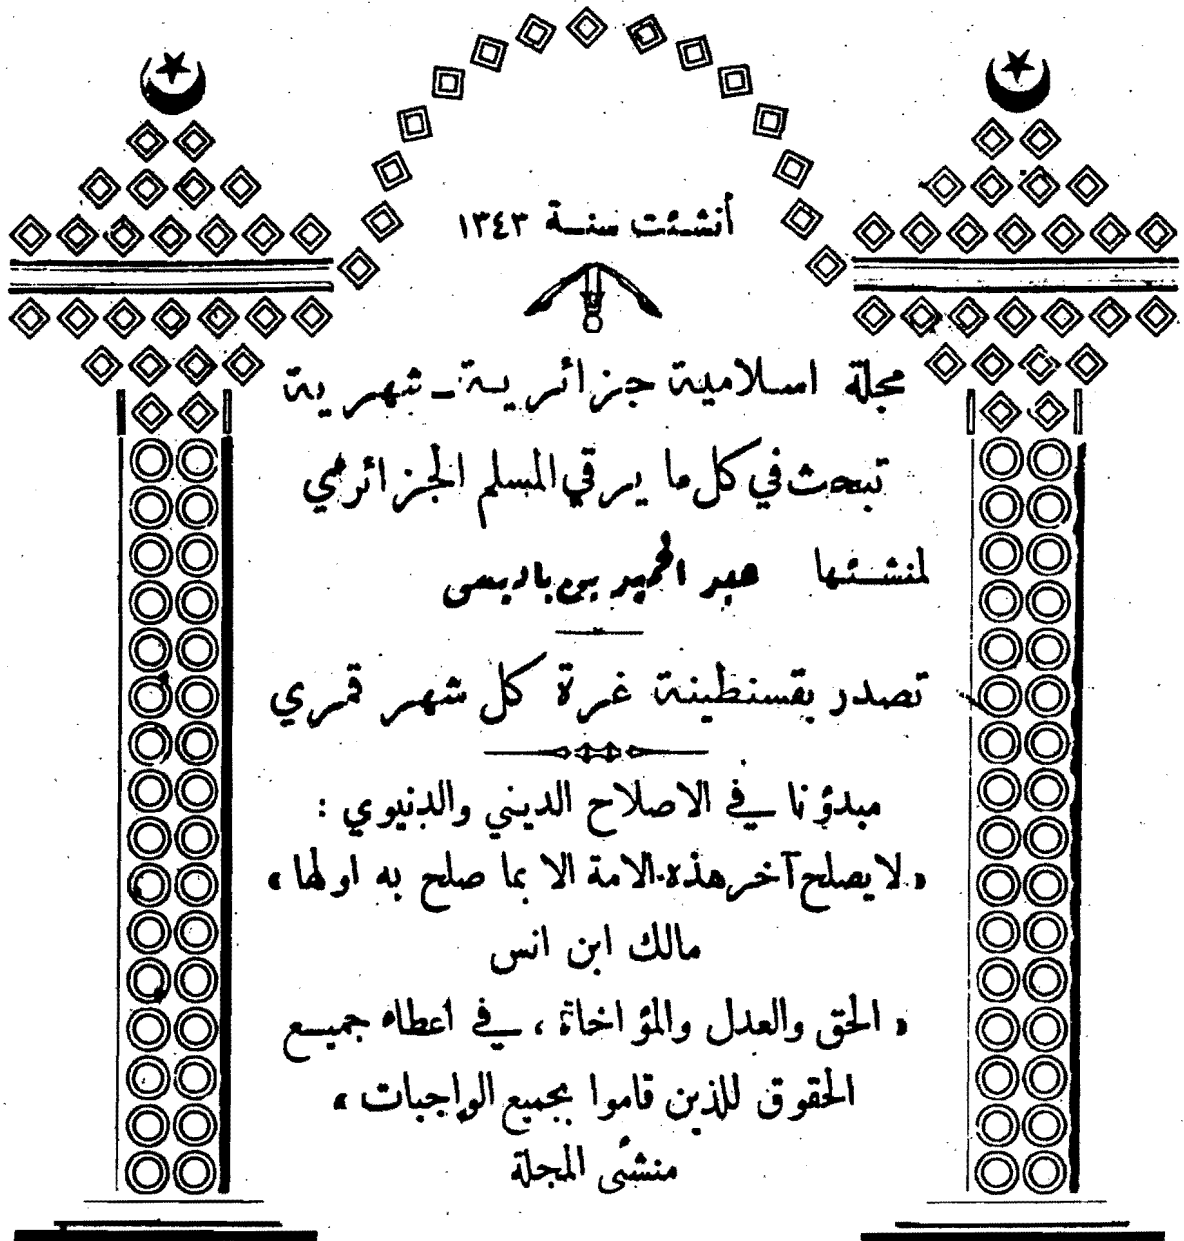 أنشئت سنة ١٣٤٣
مجلة اسلامية جزائرية ـ شهرية
تبحث في كل ما يرقي المسلم الجزائري
لمنشئها عبد الحميد بن باديس
تصدر بقسنطينة غرة كل شهر قمري
مبدؤنا في الاصلاح الديني والدنيوي :
« لا يصلح آخر هذه الامة الا بما صلح به اولها »
مالك ابن انس
« الحق والعدل والمؤاخاة ، في اعطاء جميع
الحقوق للذين قاموا بجميع الواجبات »
منشئ المجلة